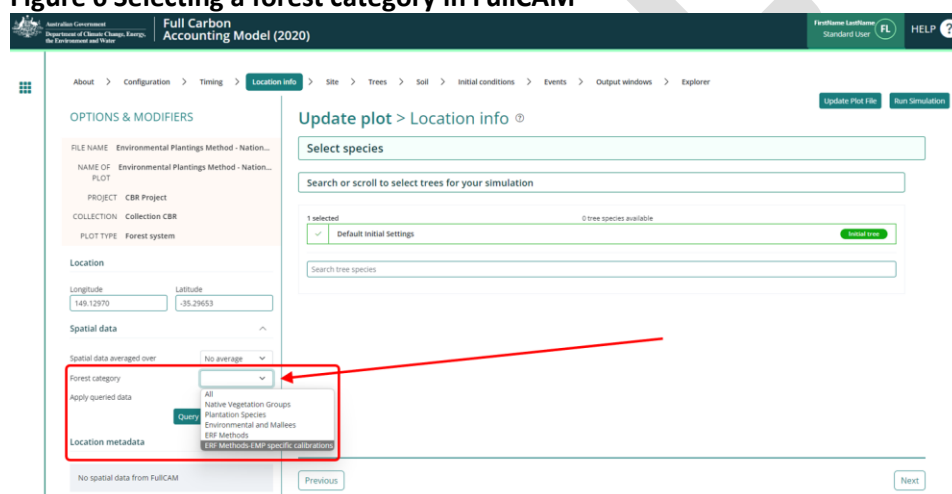 Figure 6 Selecting a forest category in FullCAM
Australian Government
Department of Climate Change, Energy,
the Environment and Water
Full Carbon
Accounting Model (2020)
FirstName LastName
Standard User
FL
HELP ?
About > Configuration > Timing > Location info > Site > Trees > Soil > Initial conditions > Events > Output windows > Explorer
Update Plot File
Run Simulation
OPTIONS & MODIFIERS
Update plot > Location info ?
FILE NAME Environmental Plantings Method - Nation...
NAME OF PLOT Environmental Plantings Method - Nation...
PROJECT CBR Project
COLLECTION Collection CBR
PLOT TYPE Forest system
Select species
Search or scroll to select trees for your simulation
1 selected
0 tree species available
Default Initial Settings
Initial tree
Search tree species
Location
Longitude
Latitude
149.12970
-35.29653
Spatial data
Spatial data averaged over
No average
Forest category
Apply queried data
All
Native Vegetation Groups
Plantation Species
Environmental and Mallees
ERF Methods
ERF Methods-EMP specific calibrations
Query
Location metadata
No spatial data from FullCAM
Previous
Next